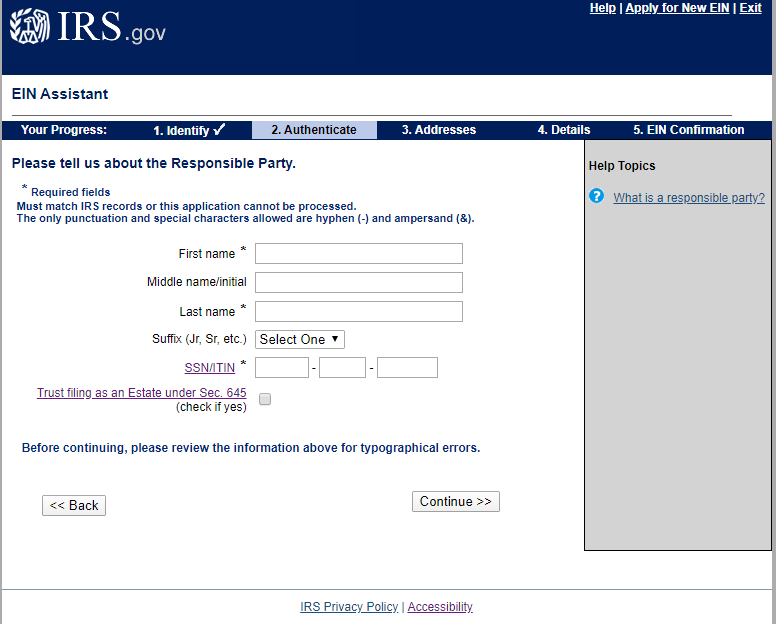 IRS.gov
Help | Apply for New EIN | Exit
EIN Assistant
Your Progress: 1. Identify ✓ 2. Authenticate 3. Addresses 4. Details 5. EIN Confirmation
Please tell us about the Responsible Party.
* Required fields
Must match IRS records or this application cannot be processed.
The only punctuation and special characters allowed are hyphen (-) and ampersand (&).
First name *
Middle name/initial
Last name *
Suffix (Jr, Sr, etc.) Select One ▼
SSN/ITIN * - -
Trust filing as an Estate under Sec. 645
(check if yes)
Before continuing, please review the information above for typographical errors.
<< Back Continue >>
Help Topics
? What is a responsible party?
IRS Privacy Policy | Accessibility